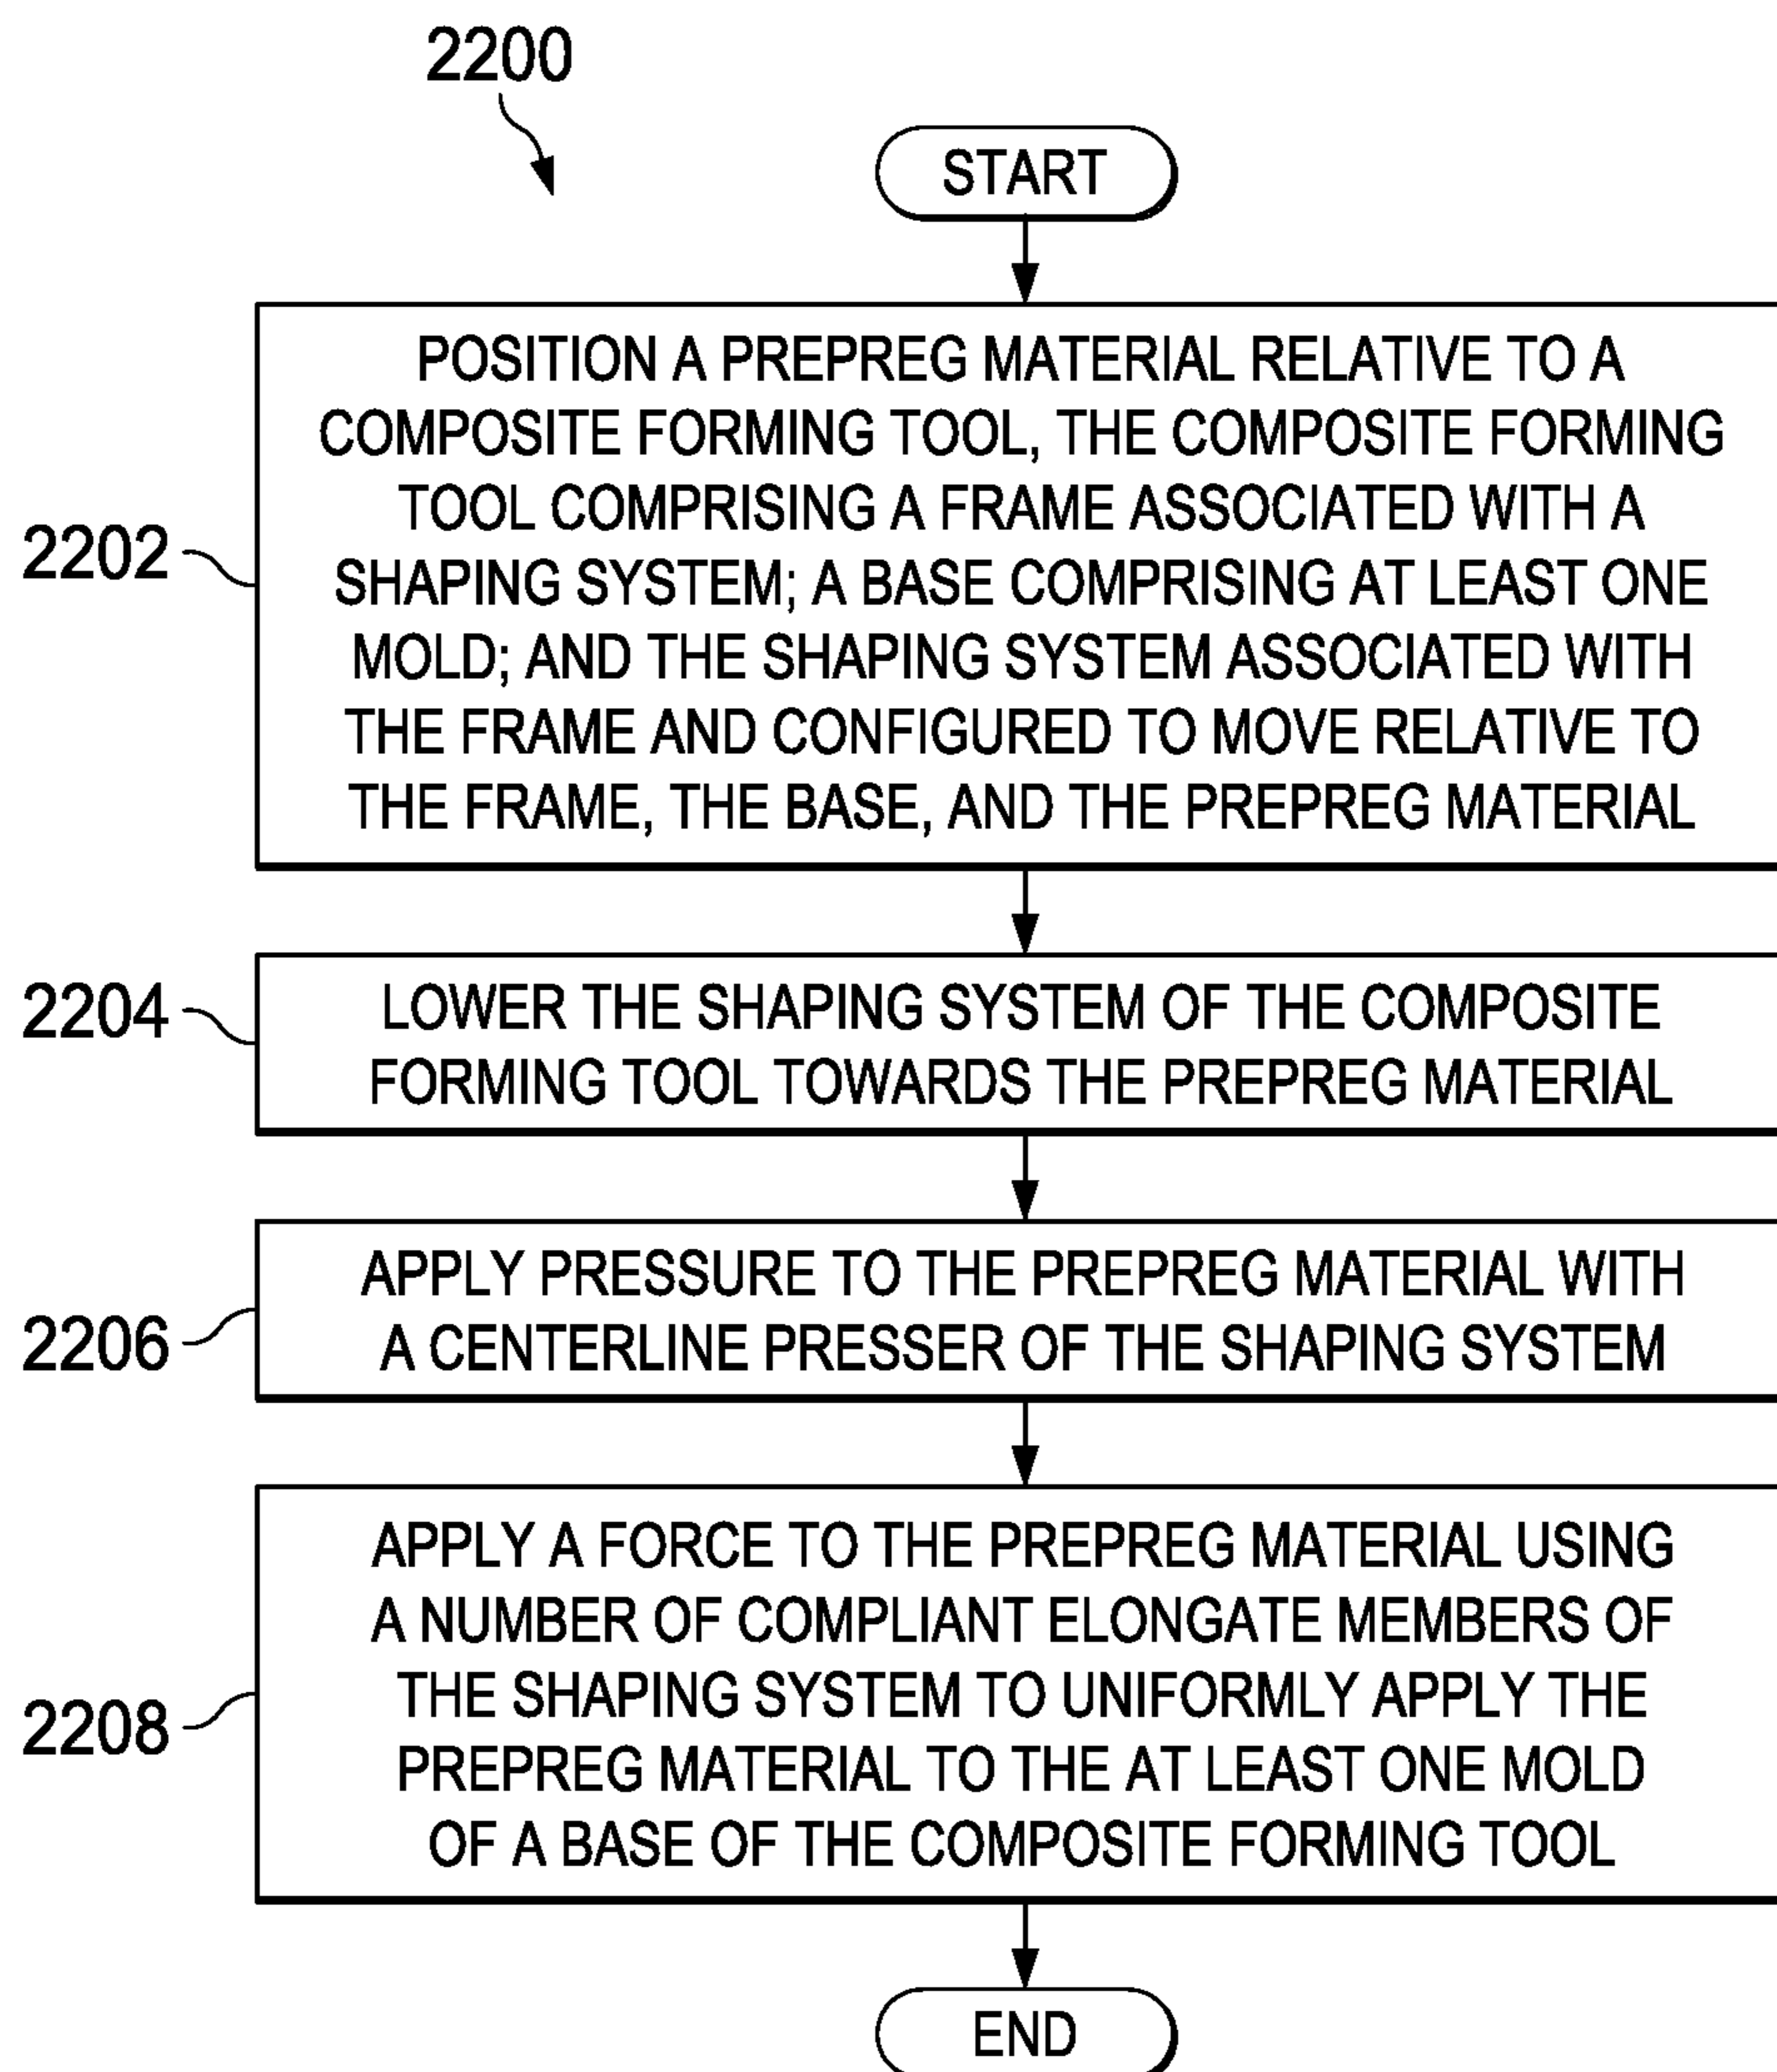 2200
START
2202
POSITION A PREPREG MATERIAL RELATIVE TO A
COMPOSITE FORMING TOOL, THE COMPOSITE FORMING
TOOL COMPRISING A FRAME ASSOCIATED WITH A
SHAPING SYSTEM; A BASE COMPRISING AT LEAST ONE
MOLD; AND THE SHAPING SYSTEM ASSOCIATED WITH
THE FRAME AND CONFIGURED TO MOVE RELATIVE TO
THE FRAME, THE BASE, AND THE PREPREG MATERIAL
2204
LOWER THE SHAPING SYSTEM OF THE COMPOSITE
FORMING TOOL TOWARDS THE PREPREG MATERIAL
2206
APPLY PRESSURE TO THE PREPREG MATERIAL WITH
A CENTERLINE PRESSER OF THE SHAPING SYSTEM
2208
APPLY A FORCE TO THE PREPREG MATERIAL USING
A NUMBER OF COMPLIANT ELONGATE MEMBERS OF
THE SHAPING SYSTEM TO UNIFORMLY APPLY THE
PREPREG MATERIAL TO THE AT LEAST ONE MOLD
OF A BASE OF THE COMPOSITE FORMING TOOL
END